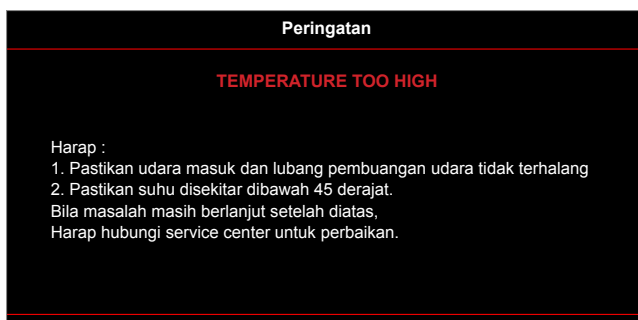 Peringatan
TEMPERATURE TOO HIGH
Harap :
1. Pastikan udara masuk dan lubang pembuangan udara tidak terhalang
2. Pastikan suhu disekitar dibawah 45 derajat.
Bila masalah masih berlanjut setelah diatas,
Harap hubungi service center untuk perbaikan.